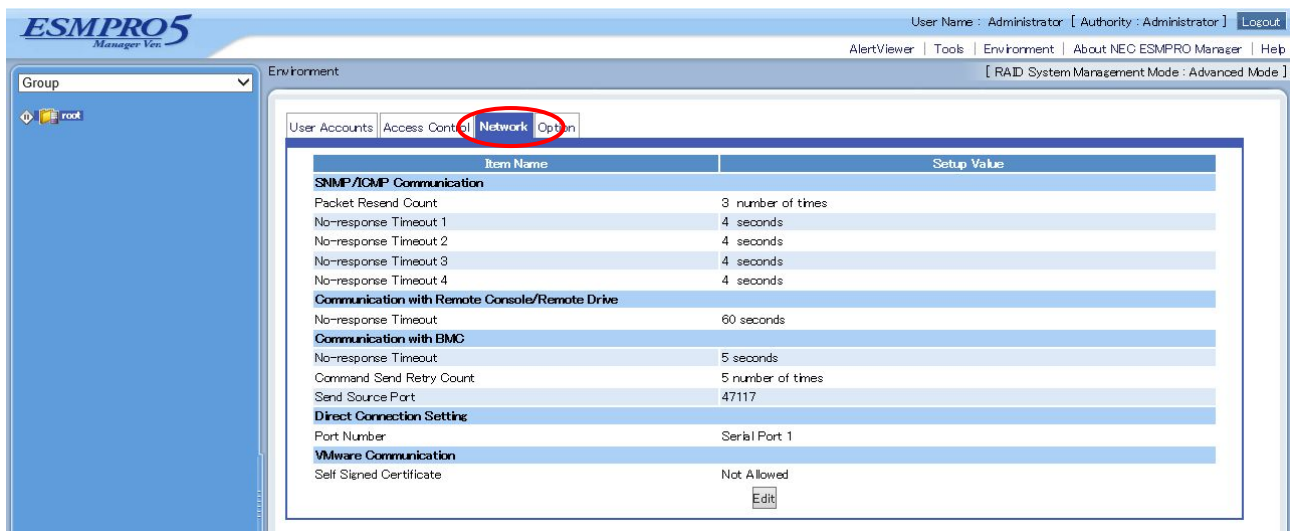 ESMPRO5
Manager Ver.
User Name : Administrator [ Authority : Administrator ] Logout
AlertViewer | Tools | Environment | About NEC ESMPRO Manager | Help
Group
Environment
[ RAID System Management Mode : Advanced Mode ]
root
User Accounts Access Control Network Option
Item Name Setup Value
SNMP/ICMP Communication
Packet Resend Count 3 number of times
No-response Timeout 1 4 seconds
No-response Timeout 2 4 seconds
No-response Timeout 3 4 seconds
No-response Timeout 4 4 seconds
Communication with Remote Console/Remote Drive
No-response Timeout 60 seconds
Communication with BMC
No-response Timeout 5 seconds
Command Send Retry Count 5 number of times
Send Source Port 47117
Direct Connection Setting
Port Number Serial Port 1
VMware Communication
Self Signed Certificate Not Allowed
Edit